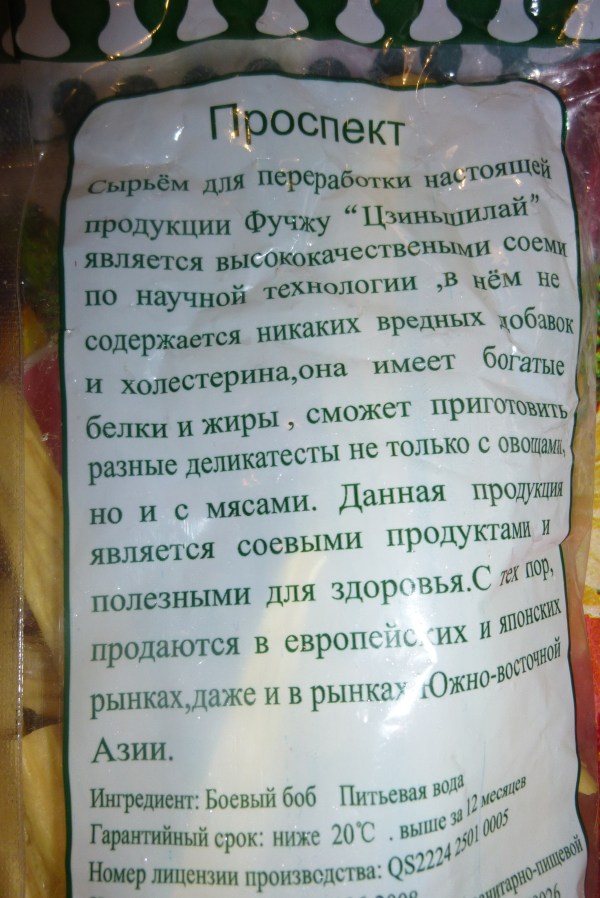 Проспект
Сырьём для переработки настоящей
продукции Фучжу “Цзиньшилай”
является высококачествеными соеми
по научной технологии ,в нём не
содержается никаких вредных добавок
и холестерина,она имеет богатые
белки и жиры , сможет приготовить
разные деликатесты не только с овощами,
но и с мясами. Данная продукция
является соевыми продуктами и
полезными для здоровья.С тех пор,
продаются в европейских и японских
рынках,даже и в рынках Южно-восточной
Азии.
Ингредиент: Боевый боб Питьевая вода
Гарантийный срок: ниже 20℃ . выше за 12 месяцев
Номер лицензии производства: QS2224 2501 0005